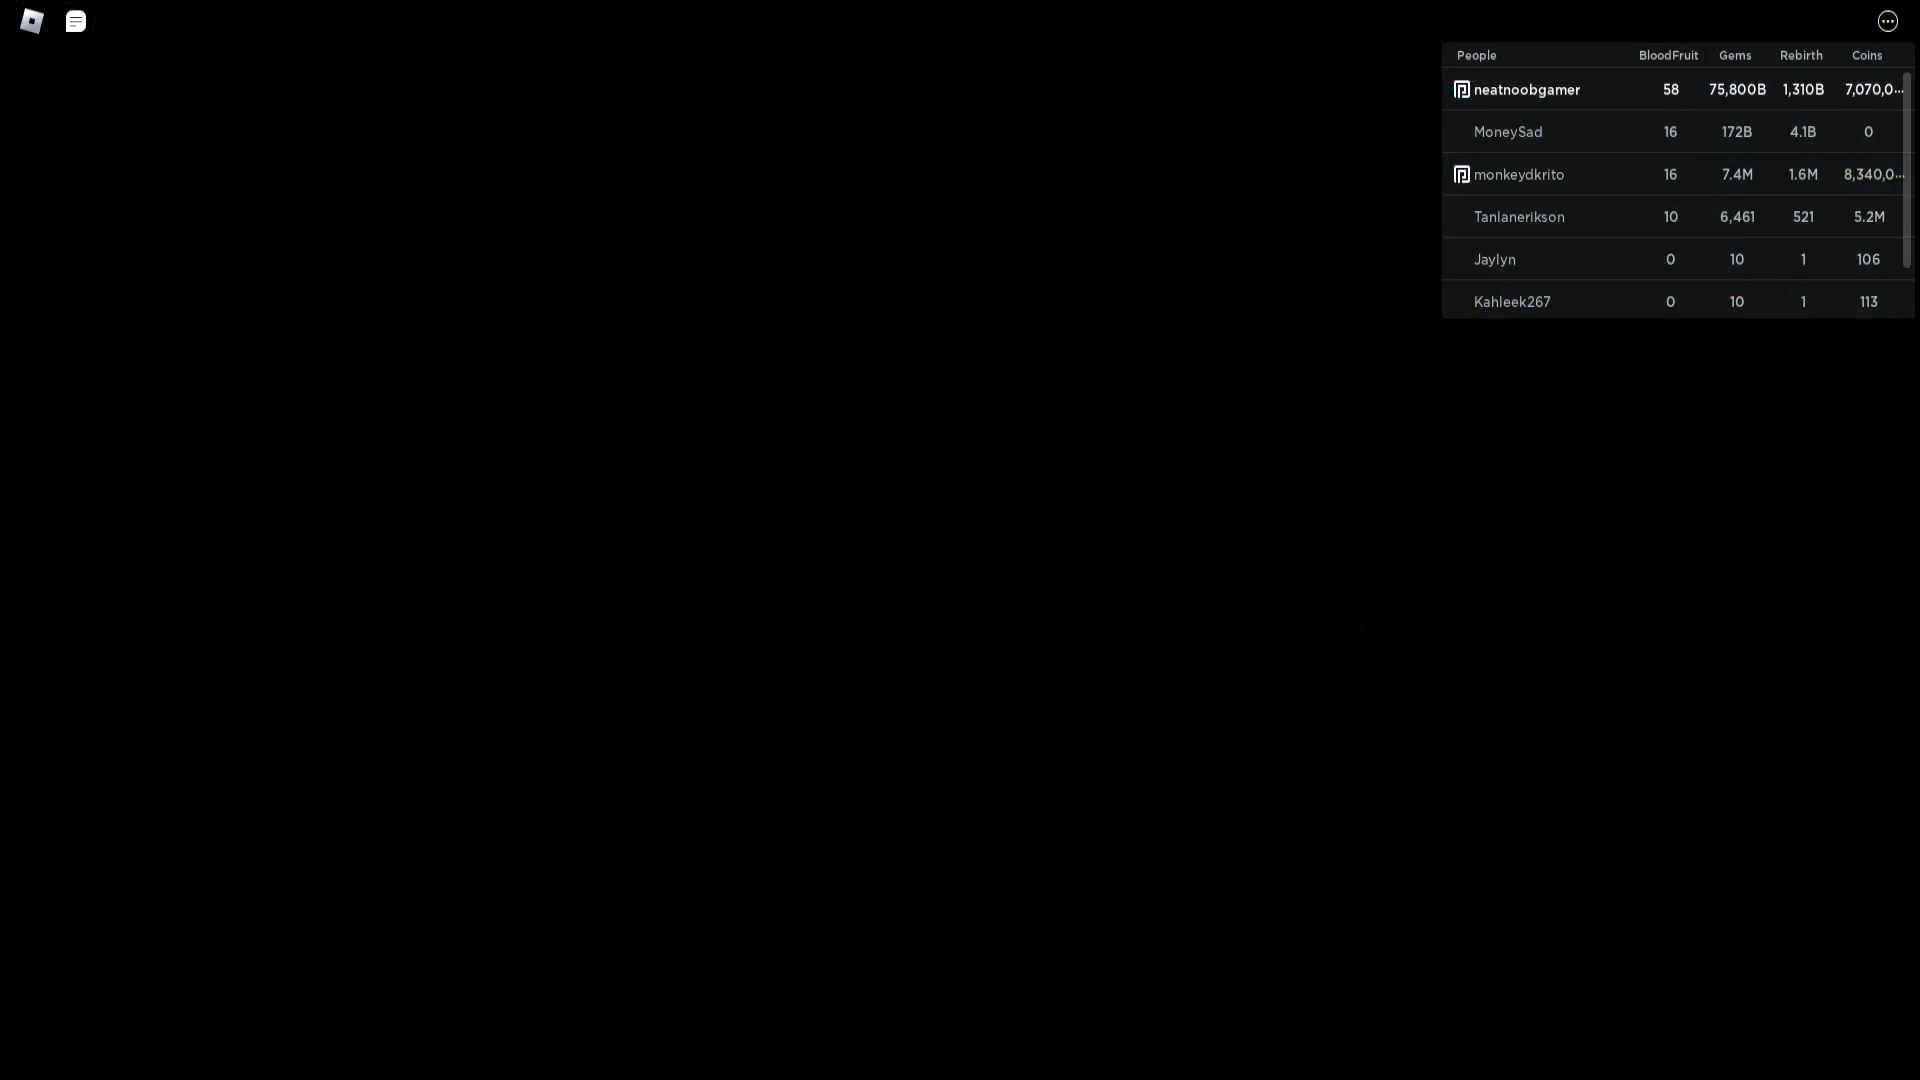 People BloodFruit Gems Rebirth Coins
neatnoobgamer 58 75,800B 1,310B 7,070,0...
MoneySad 16 172B 4.1B 0
monkeydkrito 16 7.4M 1.6M 8,340,0...
Tanlanerikson 10 6,461 521 5.2M
Jaylyn 0 10 1 106
Kahleek267 0 10 1 113